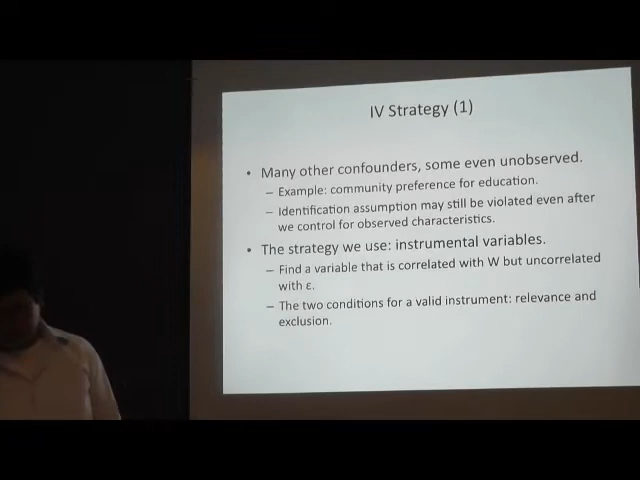 IV Strategy (1)
• Many other confounders, some even unobserved.
– Example: community preference for education.
– Identification assumption may still be violated even after
we control for observed characteristics.
• The strategy we use: instrumental variables.
– Find a variable that is correlated with W but uncorrelated
with ε.
– The two conditions for a valid instrument: relevance and
exclusion.